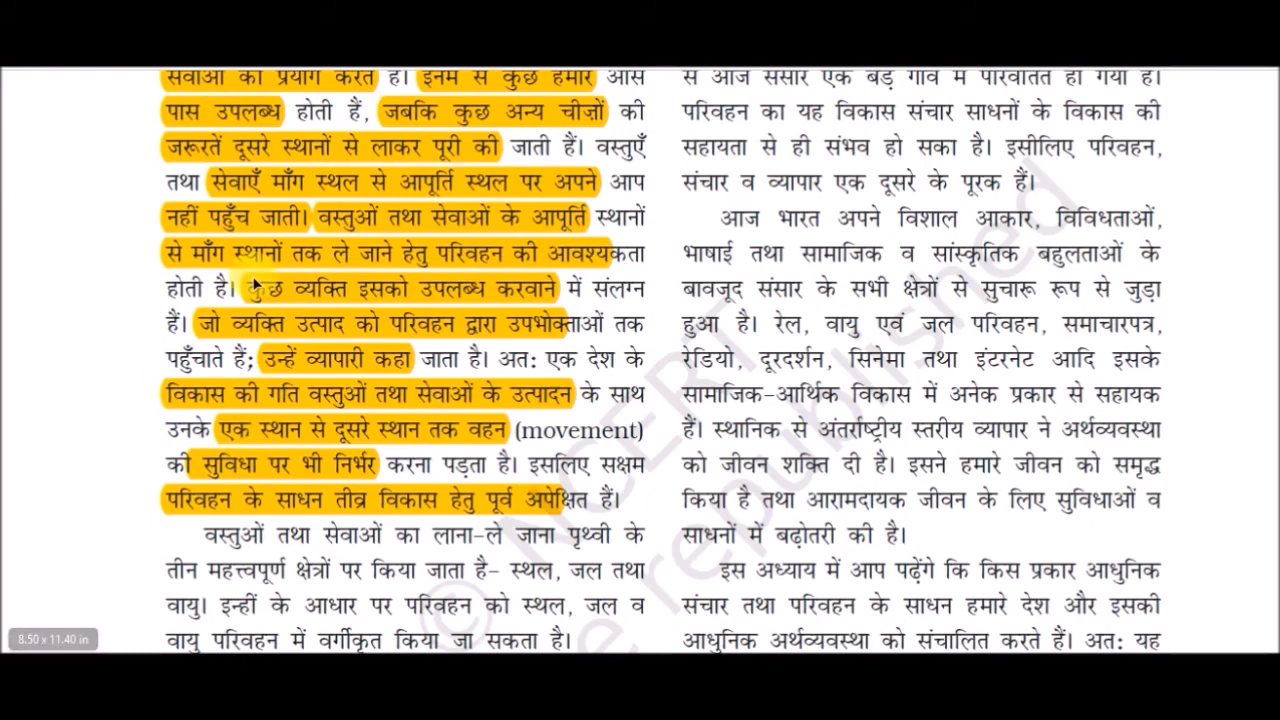 सेवाओं का प्रयोग करते हैं। इनमें से कुछ हमारे आस
पास उपलब्ध होती हैं, जबकि कुछ अन्य चीज़ों की
जरूरतें दूसरे स्थानों से लाकर पूरी की जाती हैं। वस्तुएँ
तथा सेवाएँ माँग स्थल से आपूर्ति स्थल पर अपने आप
नहीं पहुँच जाती। वस्तुओं तथा सेवाओं के आपूर्ति स्थानों
से माँग स्थानों तक ले जाने हेतु परिवहन की आवश्यकता
होती है। कुछ व्यक्ति इसको उपलब्ध करवाने में संलग्न
हैं। जो व्यक्ति उत्पाद को परिवहन द्वारा उपभोक्ताओं तक
पहुँचाते हैं; उन्हें व्यापारी कहा जाता है। अत: एक देश के
विकास की गति वस्तुओं तथा सेवाओं के उत्पादन के साथ
उनके एक स्थान से दूसरे स्थान तक वहन (movement)
की सुविधा पर भी निर्भर करना पड़ता है। इसलिए सक्षम
परिवहन के साधन तीव्र विकास हेतु पूर्व अपेक्षित हैं।
वस्तुओं तथा सेवाओं का लाना-ले जाना पृथ्वी के
तीन महत्त्वपूर्ण क्षेत्रों पर किया जाता है– स्थल, जल तथा
वायु। इन्हीं के आधार पर परिवहन को स्थल, जल व
वायु परिवहन में वर्गीकृत किया जा सकता है।
से आज संसार एक बड़े गाँव में परिवर्तित हो गया है।
परिवहन का यह विकास संचार साधनों के विकास की
सहायता से ही संभव हो सका है। इसीलिए परिवहन,
संचार व व्यापार एक दूसरे के पूरक हैं।
आज भारत अपने विशाल आकार, विविधताओं,
भाषाई तथा सामाजिक व सांस्कृतिक बहुलताओं के
बावजूद संसार के सभी क्षेत्रों से सुचारू रूप से जुड़ा
हुआ है। रेल, वायु एवं जल परिवहन, समाचारपत्र,
रेडियो, दूरदर्शन, सिनेमा तथा इंटरनेट आदि इसके
सामाजिक-आर्थिक विकास में अनेक प्रकार से सहायक
हैं। स्थानिक से अंतर्राष्ट्रीय स्तरीय व्यापार ने अर्थव्यवस्था
को जीवन शक्ति दी है। इसने हमारे जीवन को समृद्ध
किया है तथा आरामदायक जीवन के लिए सुविधाओं व
साधनों में बढ़ोतरी की है।
इस अध्याय में आप पढ़ेंगे कि किस प्रकार आधुनिक
संचार तथा परिवहन के साधन हमारे देश और इसकी
आधुनिक अर्थव्यवस्था को संचालित करते हैं। अत: यह
© NCERT
e republished
8.50 x 11.40 in